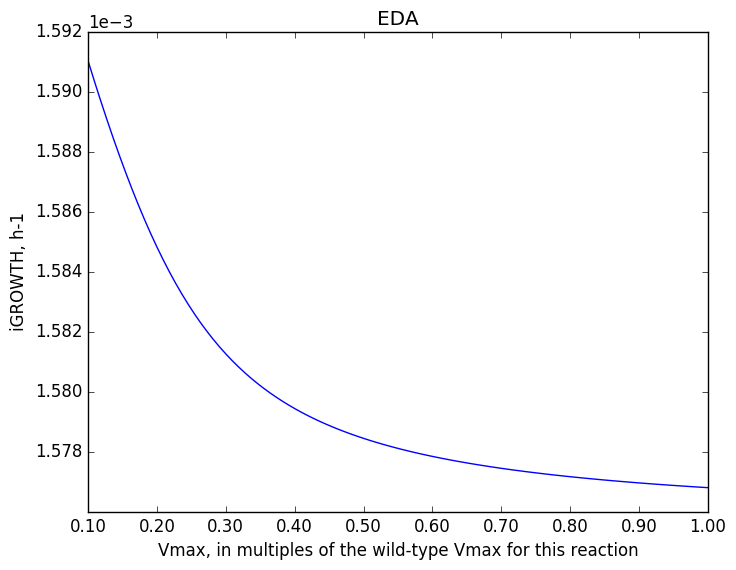 EDA
1e−3
1.592
1.590
1.588
1.586
1.584
1.582
1.580
1.578
iGROWTH, h-1
0.10 0.20 0.30 0.40 0.50 0.60 0.70 0.80 0.90 1.00
Vmax, in multiples of the wild-type Vmax for this reaction